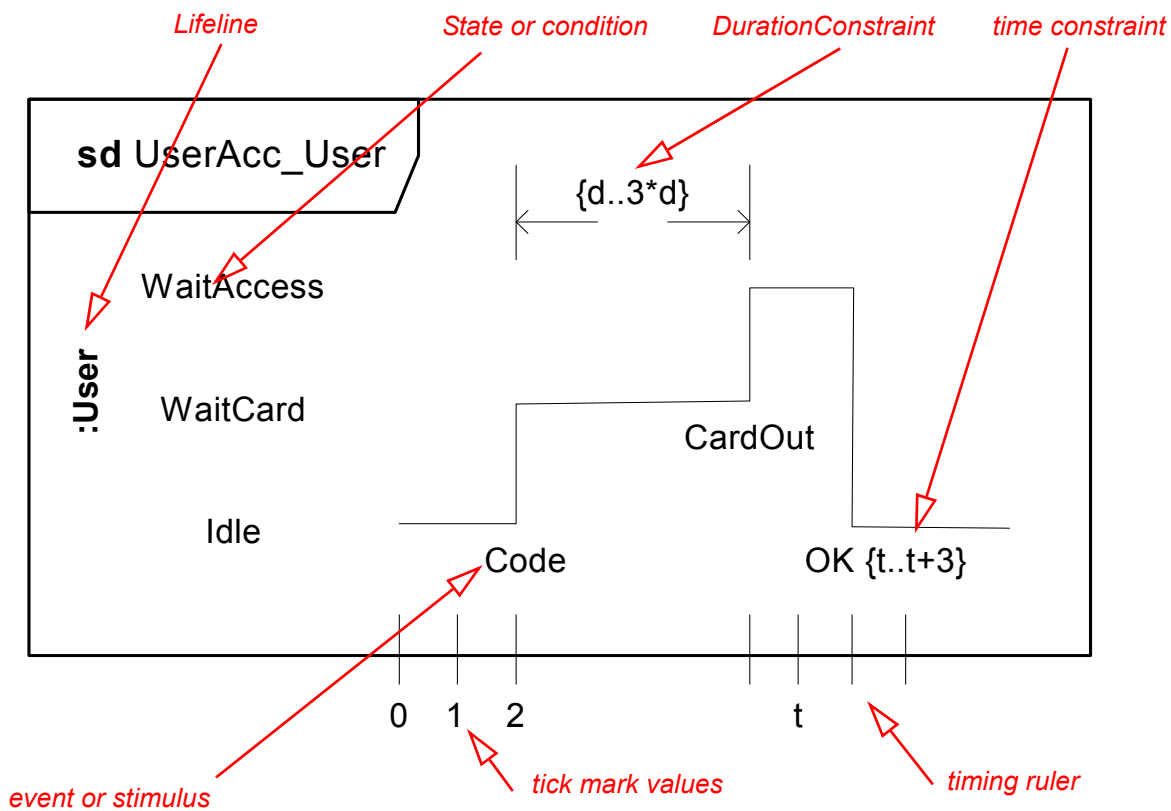 Lifeline
State or condition
DurationConstraint
time constraint
sd UserAcc_User
{d..3*d}
WaitAccess
:User
WaitCard
CardOut
Idle
Code
OK {t..t+3}
0 1 2 t
event or stimulus
tick mark values
timing ruler